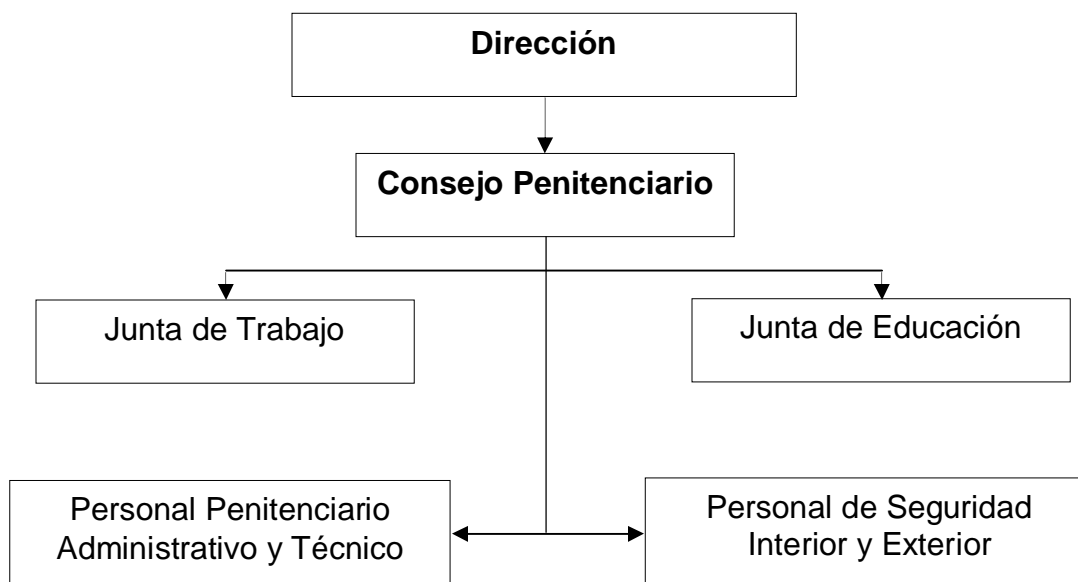 Dirección
Consejo Penitenciario
Junta de Trabajo
Junta de Educación
Personal Penitenciario
Administrativo y Técnico
Personal de Seguridad
Interior y Exterior